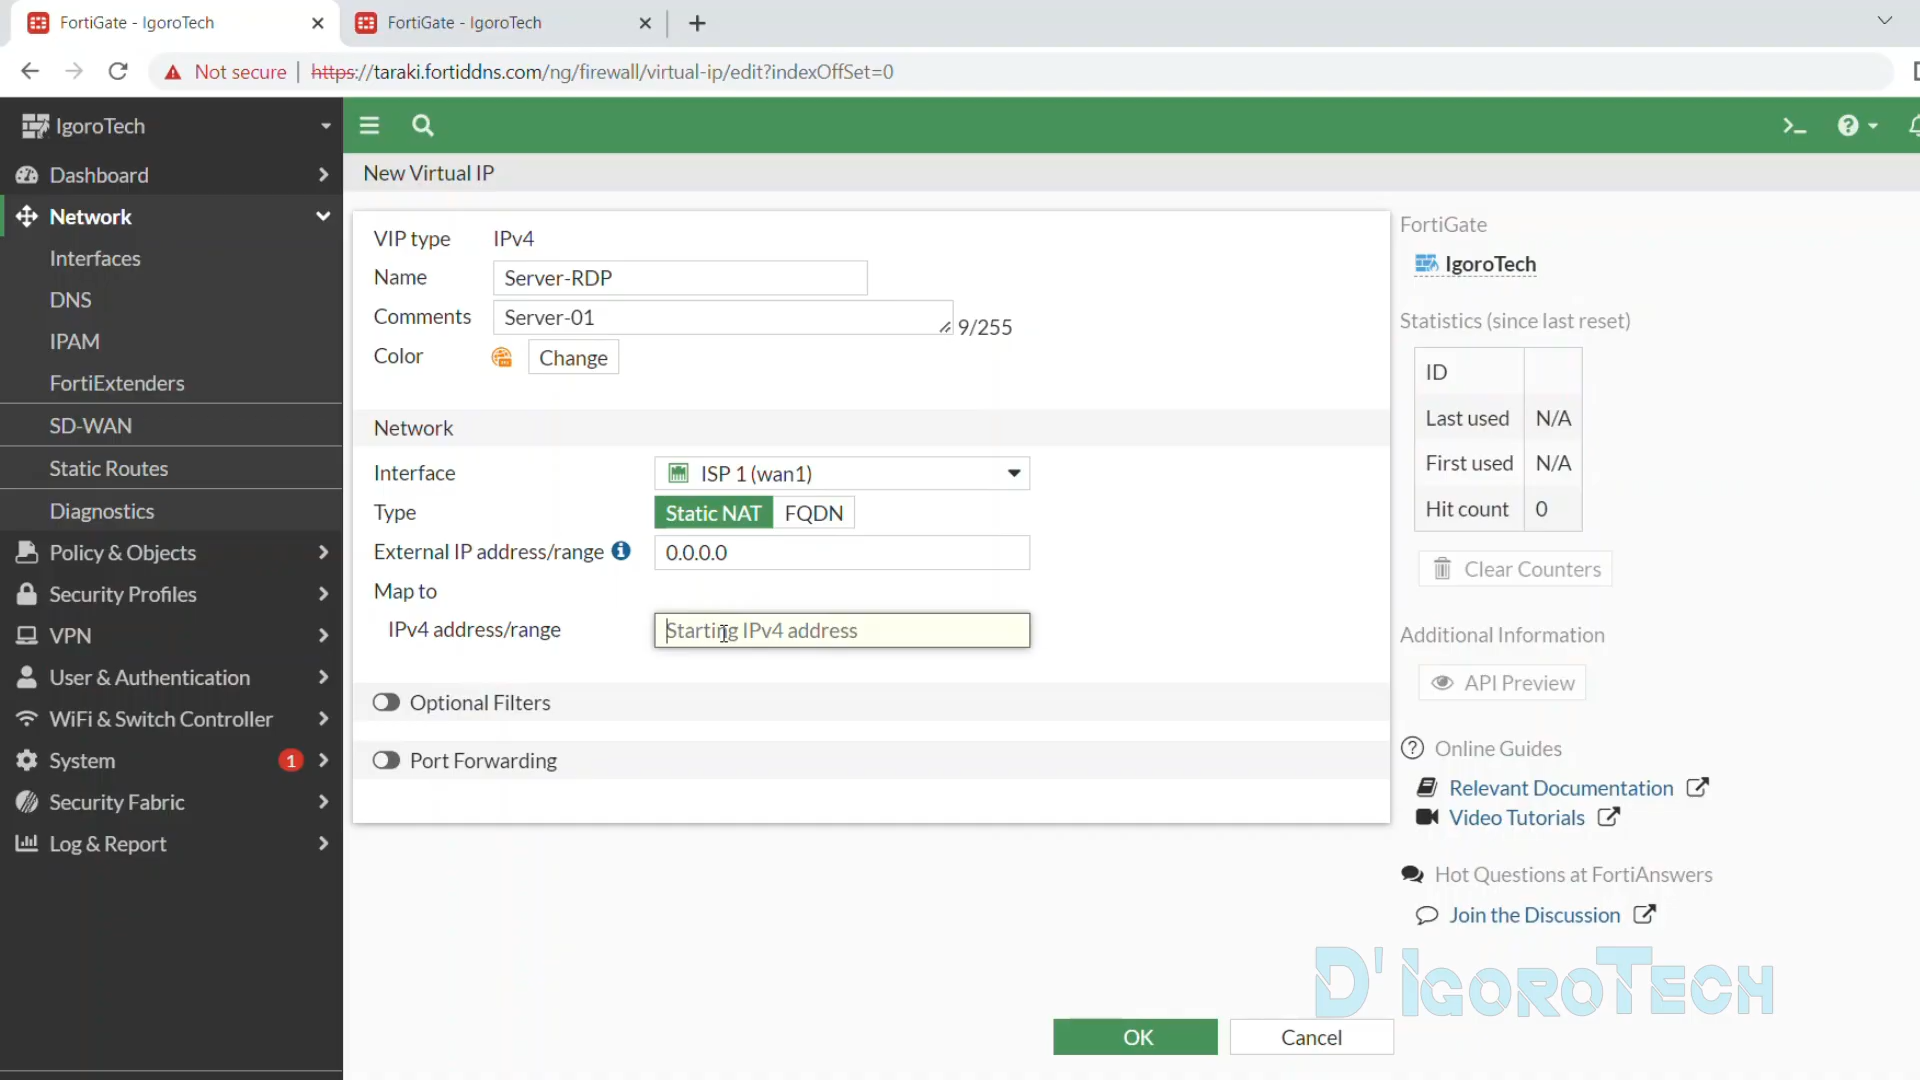 FortiGate - IgoroTech
FortiGate - IgoroTech
Not secure | https://taraki.fortiddns.com/ng/firewall/virtual-ip/edit?indexOffSet=0
IgoroTech
Dashboard
Network
Interfaces
DNS
IPAM
FortiExtenders
SD-WAN
Static Routes
Diagnostics
Policy & Objects
Security Profiles
VPN
User & Authentication
WiFi & Switch Controller
System 1
Security Fabric
Log & Report
New Virtual IP
VIP type IPv4
Name Server-RDP
Comments Server-01 9/255
Color Change
Network
Interface ISP 1 (wan1)
Type Static NAT FQDN
External IP address/range 0.0.0.0
Map to
IPv4 address/range Starting IPv4 address
Optional Filters
Port Forwarding
OK Cancel
FortiGate
IgoroTech
Statistics (since last reset)
ID
Last used N/A
First used N/A
Hit count 0
Clear Counters
Additional Information
API Preview
Online Guides
Relevant Documentation
Video Tutorials
Hot Questions at FortiAnswers
Join the Discussion
D'IGOROTECH